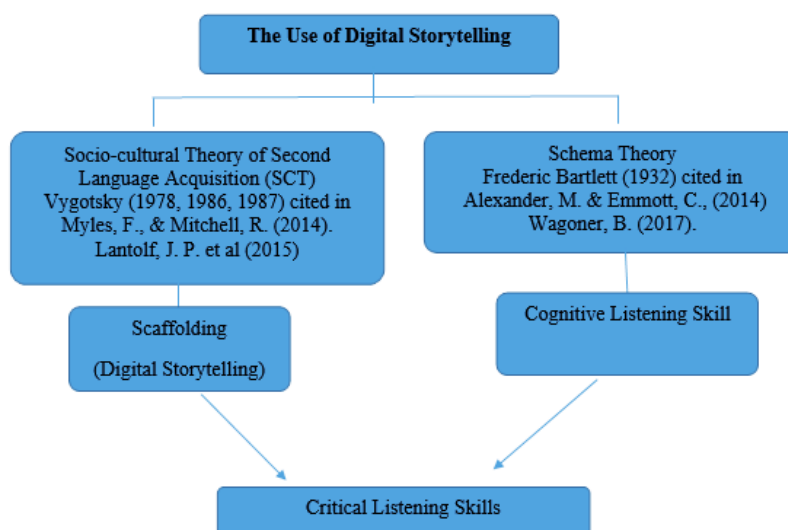 The Use of Digital Storytelling
Socio-cultural Theory of Second
Language Acquisition (SCT)
Vygotsky (1978, 1986, 1987) cited in
Myles, F., & Mitchell, R. (2014).
Lantolf, J. P. et al (2015)
Schema Theory
Frederic Bartlett (1932) cited in
Alexander, M. & Emmott, C., (2014)
Wagoner, B. (2017).
Scaffolding
(Digital Storytelling)
Cognitive Listening Skill
Critical Listening Skills